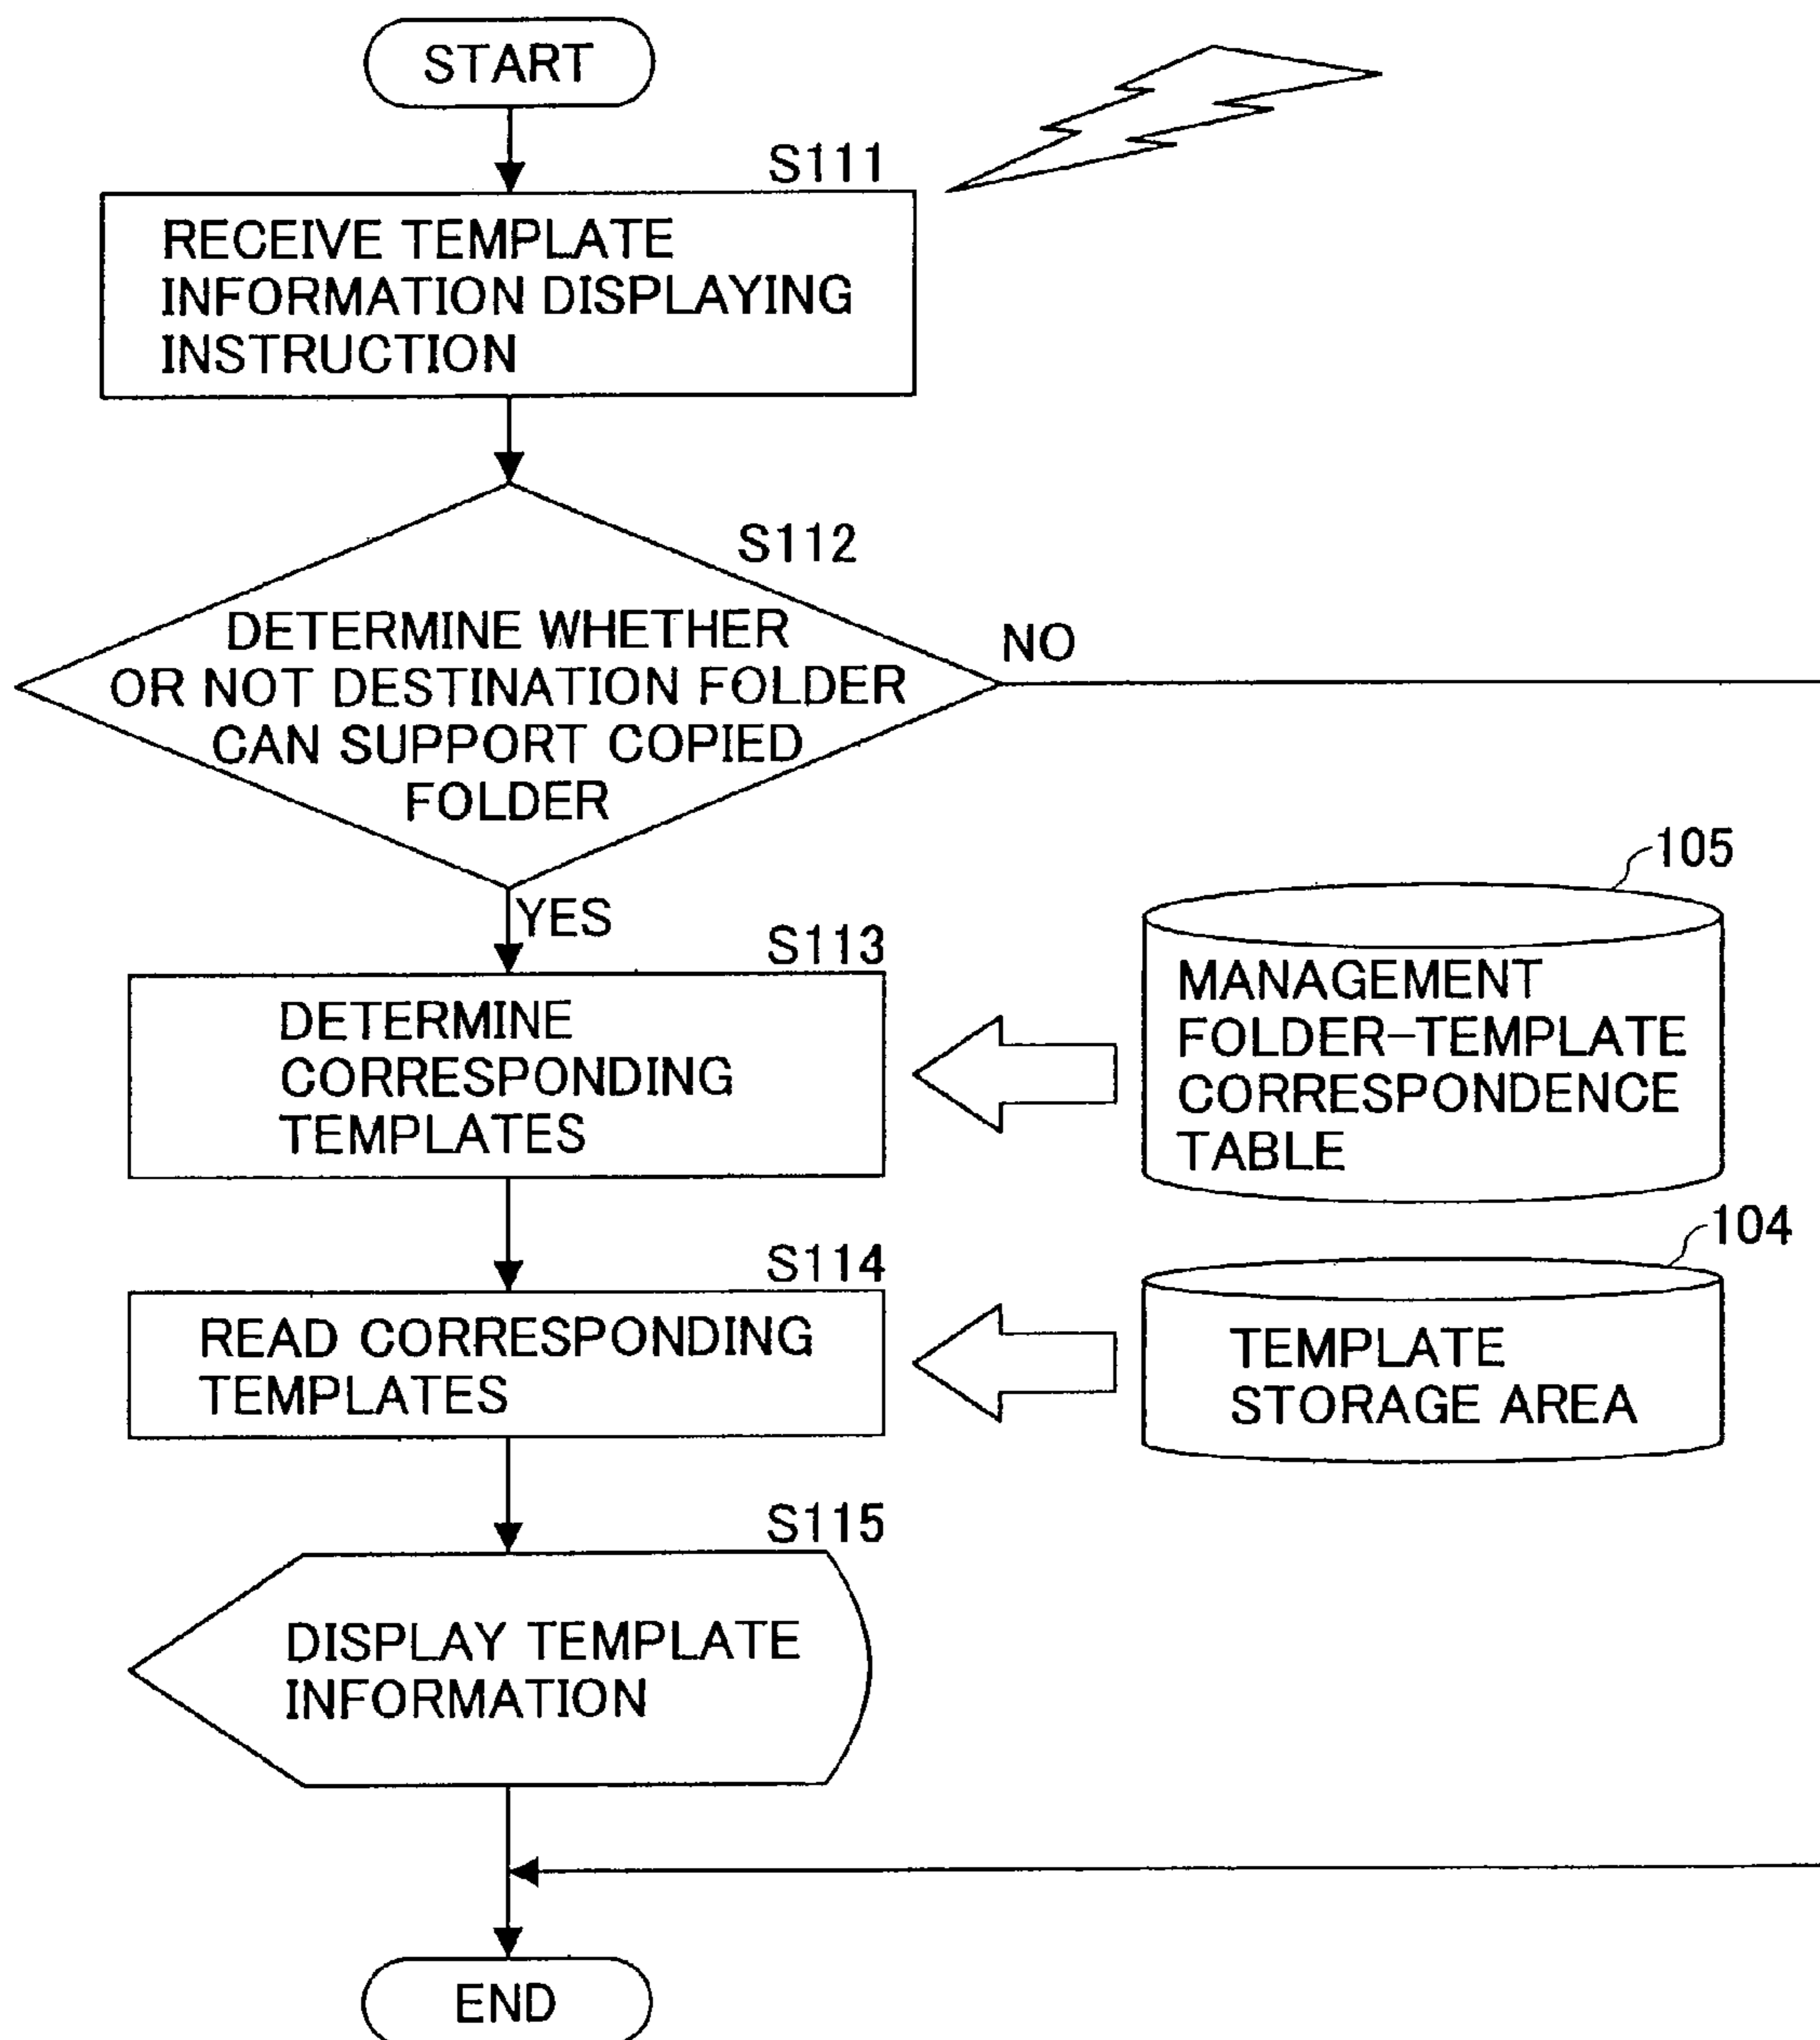 START
S111
RECEIVE TEMPLATE
INFORMATION DISPLAYING
INSTRUCTION
S112
DETERMINE WHETHER
OR NOT DESTINATION FOLDER
CAN SUPPORT COPIED
FOLDER
NO
YES
S113
DETERMINE
CORRESPONDING
TEMPLATES
105
MANAGEMENT
FOLDER-TEMPLATE
CORRESPONDENCE
TABLE
S114
READ CORRESPONDING
TEMPLATES
104
TEMPLATE
STORAGE AREA
S115
DISPLAY TEMPLATE
INFORMATION
END